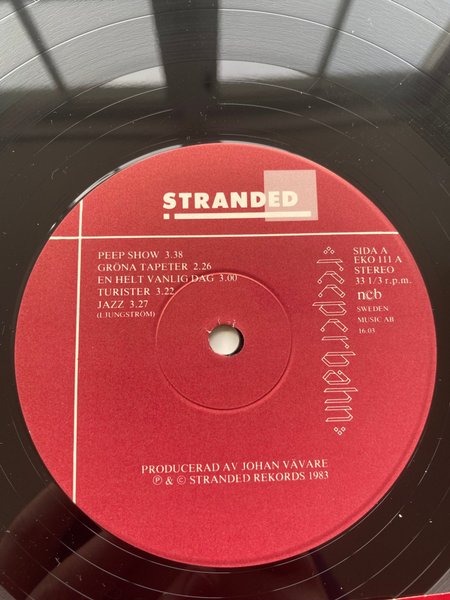 STRANDED
PEEP SHOW 3.38
GRÖNA TAPETER 2.26
EN HELT VANLIG DAG 3.00
TURISTER 3.22
JAZZ 3.27
(LJUNGSTRÖM)
SIDA A
EKO 111 A
STEREO
33 1/3 r.p.m.
ncb
SWEDEN
MUSIC AB
16.03
reeperbahn
PRODUCERAD AV JOHAN VÄVARE
℗ & © STRANDED REKORDS 1983